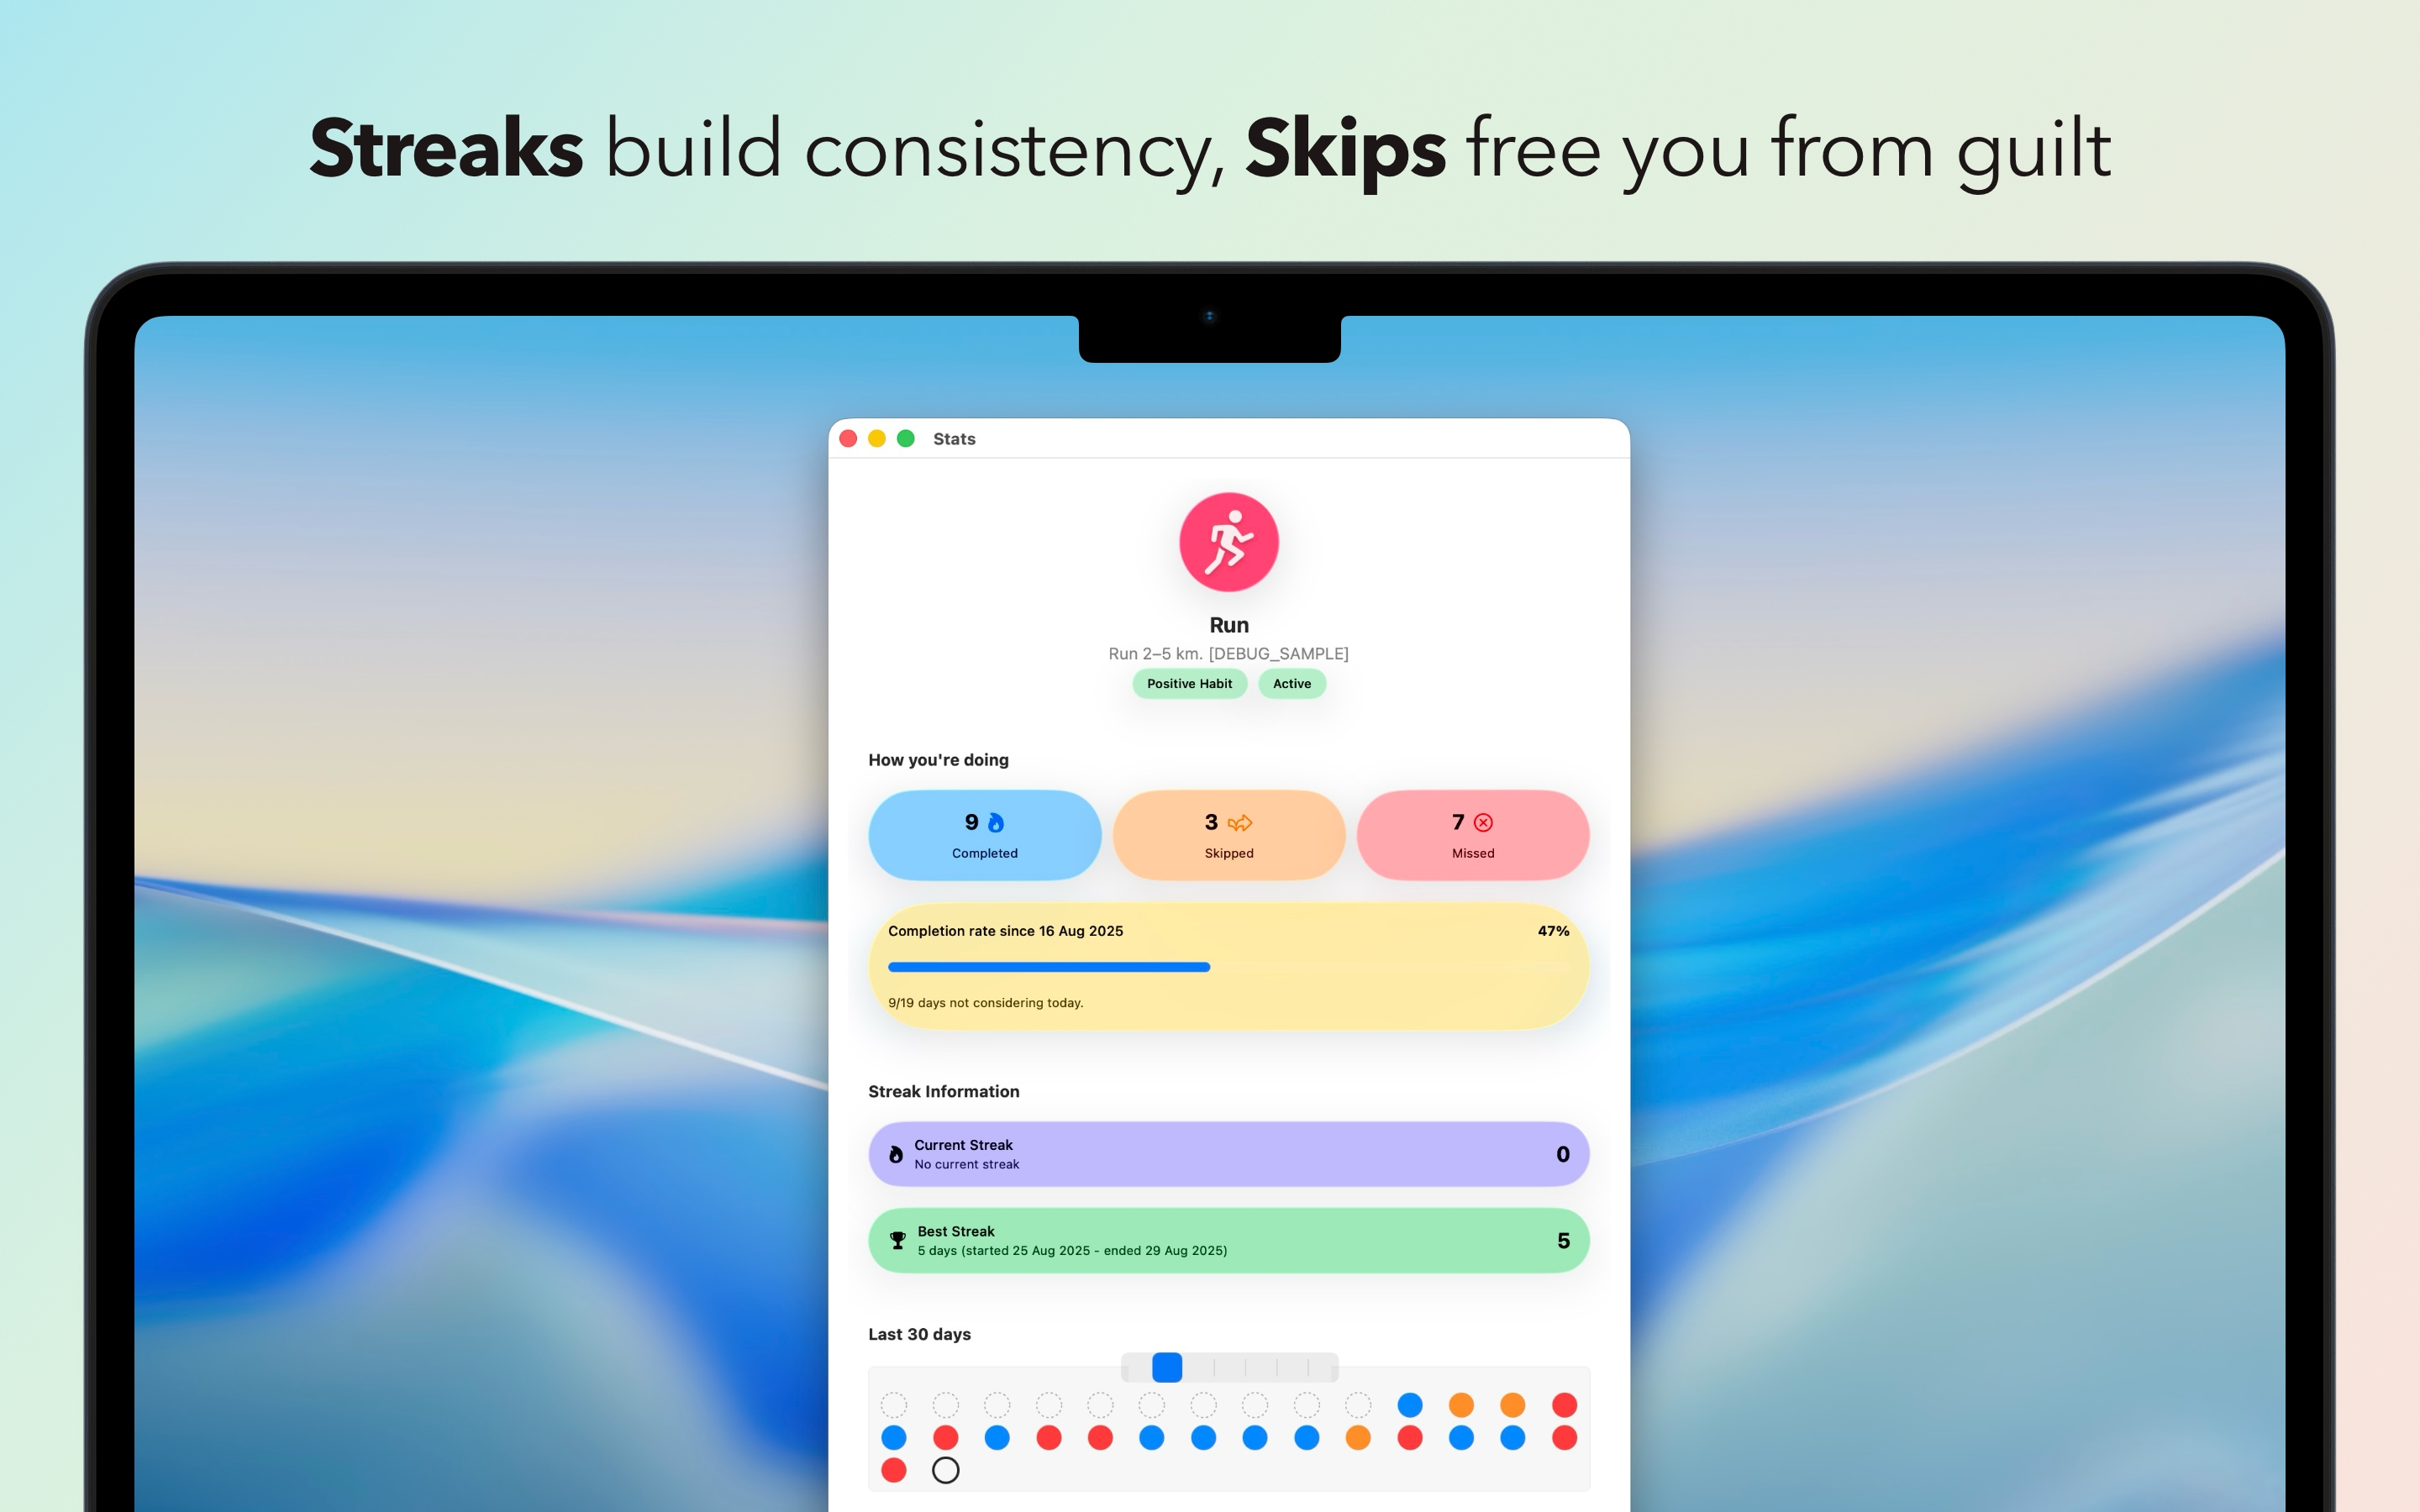 Streaks build consistency, Skips free you from guilt
Stats
Run
Run 2–5 km. [DEBUG_SAMPLE]
Positive Habit Active
How you're doing
9 3 7
Completed Skipped Missed
Completion rate since 16 Aug 2025 47%
9/19 days not considering today.
Streak Information
Current Streak
No current streak
0
Best Streak
5 days (started 25 Aug 2025 - ended 29 Aug 2025)
5
Last 30 days